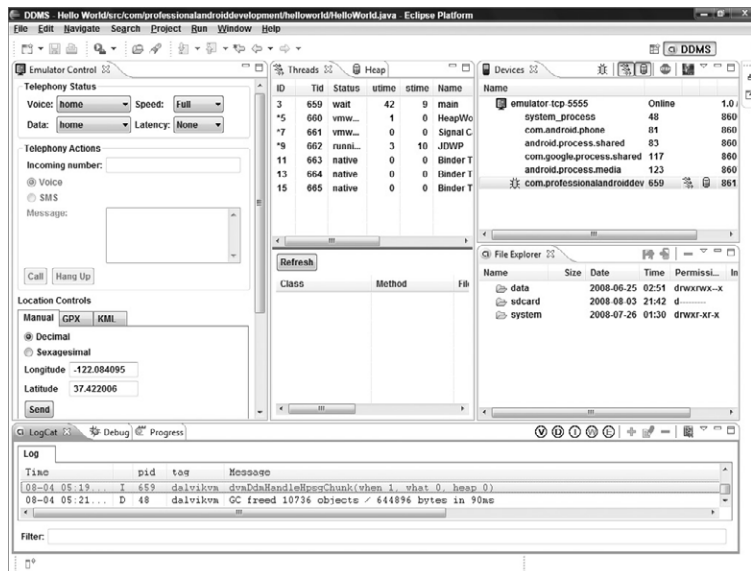 DDMS - Hello World/src/com/professionalandroiddevelopment/helloworld/HelloWorld.java - Eclipse Platform
File Edit Navigate Search Project Run Window Help
DDMS
Emulator Control
Telephony Status
Voice: home Speed: Full
Data: home Latency: None
Telephony Actions
Incoming number:
Voice
SMS
Message:
Call Hang Up
Location Controls
Manual GPX KML
Decimal
Sexagesimal
Longitude -122.084095
Latitude 37.422006
Send
Threads Heap
ID Tid Status utime stime Name
3 659 wait 42 9 main
*5 660 vmw... 1 0 HeapWo
*7 661 vmw... 0 0 Signal C
*9 662 runni... 3 10 JDWP
11 663 native 0 0 Binder T
13 664 native 0 0 Binder T
15 665 native 0 0 Binder T
Refresh
Class Method File
Devices
Name
emulator-tcp-5555 Online 1.0
system_process 48 860
com.android.phone 81 860
android.process.shared 83 860
com.google.process.shared 117 860
android.process.media 123 860
com.professionalandroiddev 659 861
File Explorer
Name Size Date Time Permissi... In
data 2008-06-25 02:51 drwxrwx--x
sdcard 2008-08-03 21:42 d---------
system 2008-07-26 01:30 drwxr-xr-x
LogCat Debug Progress
V D I W E
Log
Time pid tag Message
08-04 05:19... I 659 dalvikvm dvmDdmHandleHpsgChunk(when 1, what 0, heap 0)
08-04 05:21... D 48 dalvikvm GC freed 10736 objects / 644896 bytes in 90ms
Filter: